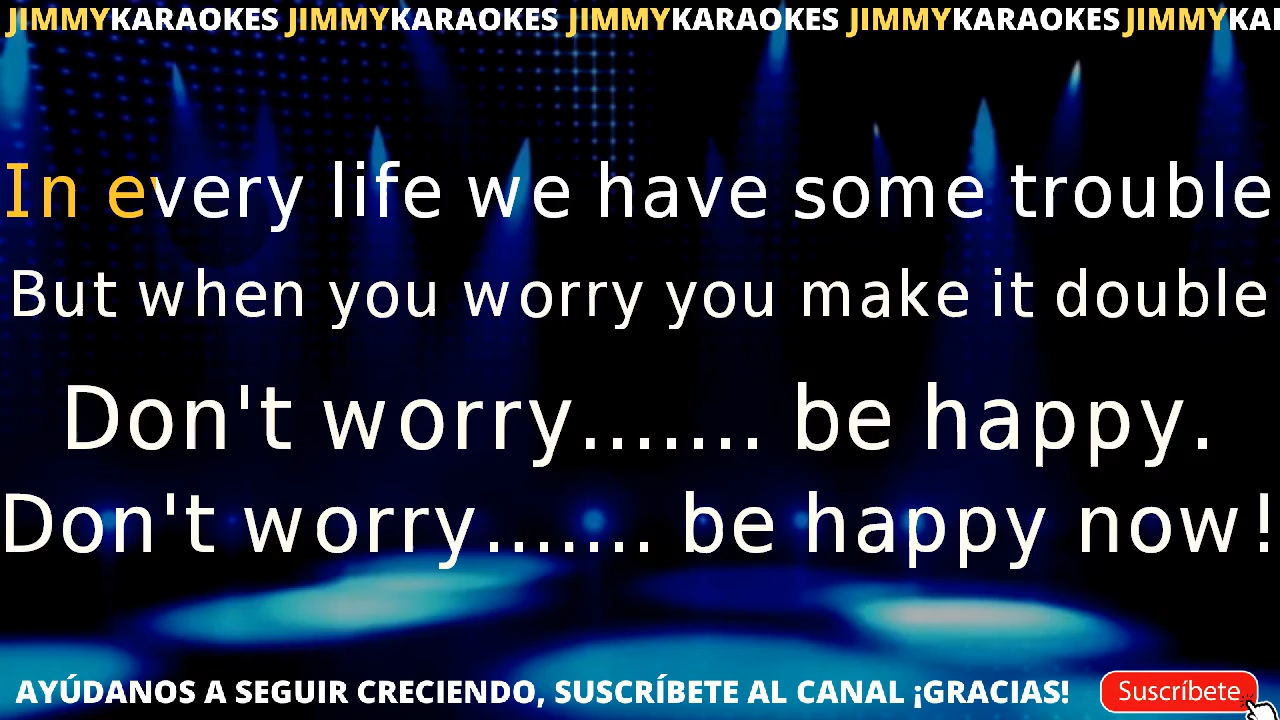 JIMMYKARAOKES JIMMYKARAOKES JIMMYKARAOKES JIMMYKARAOKES JIMMYKA
In every life we have some trouble
But when you worry you make it double
Don't worry....... be happy.
Don't worry....... be happy now!
AYÚDANOS A SEGUIR CRECIENDO, SUSCRÍBETE AL CANAL ¡GRACIAS! Suscríbete